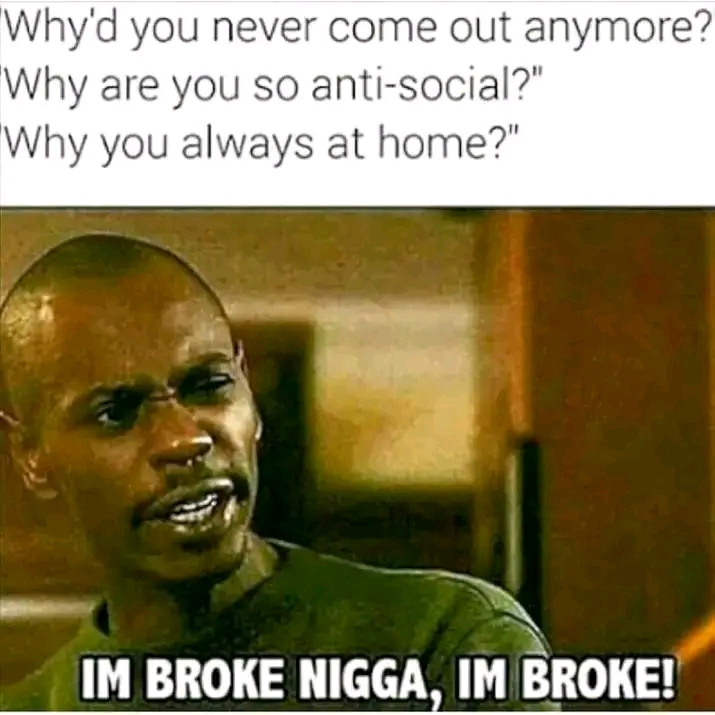 'Why'd you never come out anymore?
'Why are you so anti-social?"
'Why you always at home?"
IM BROKE NIGGA, IM BROKE!